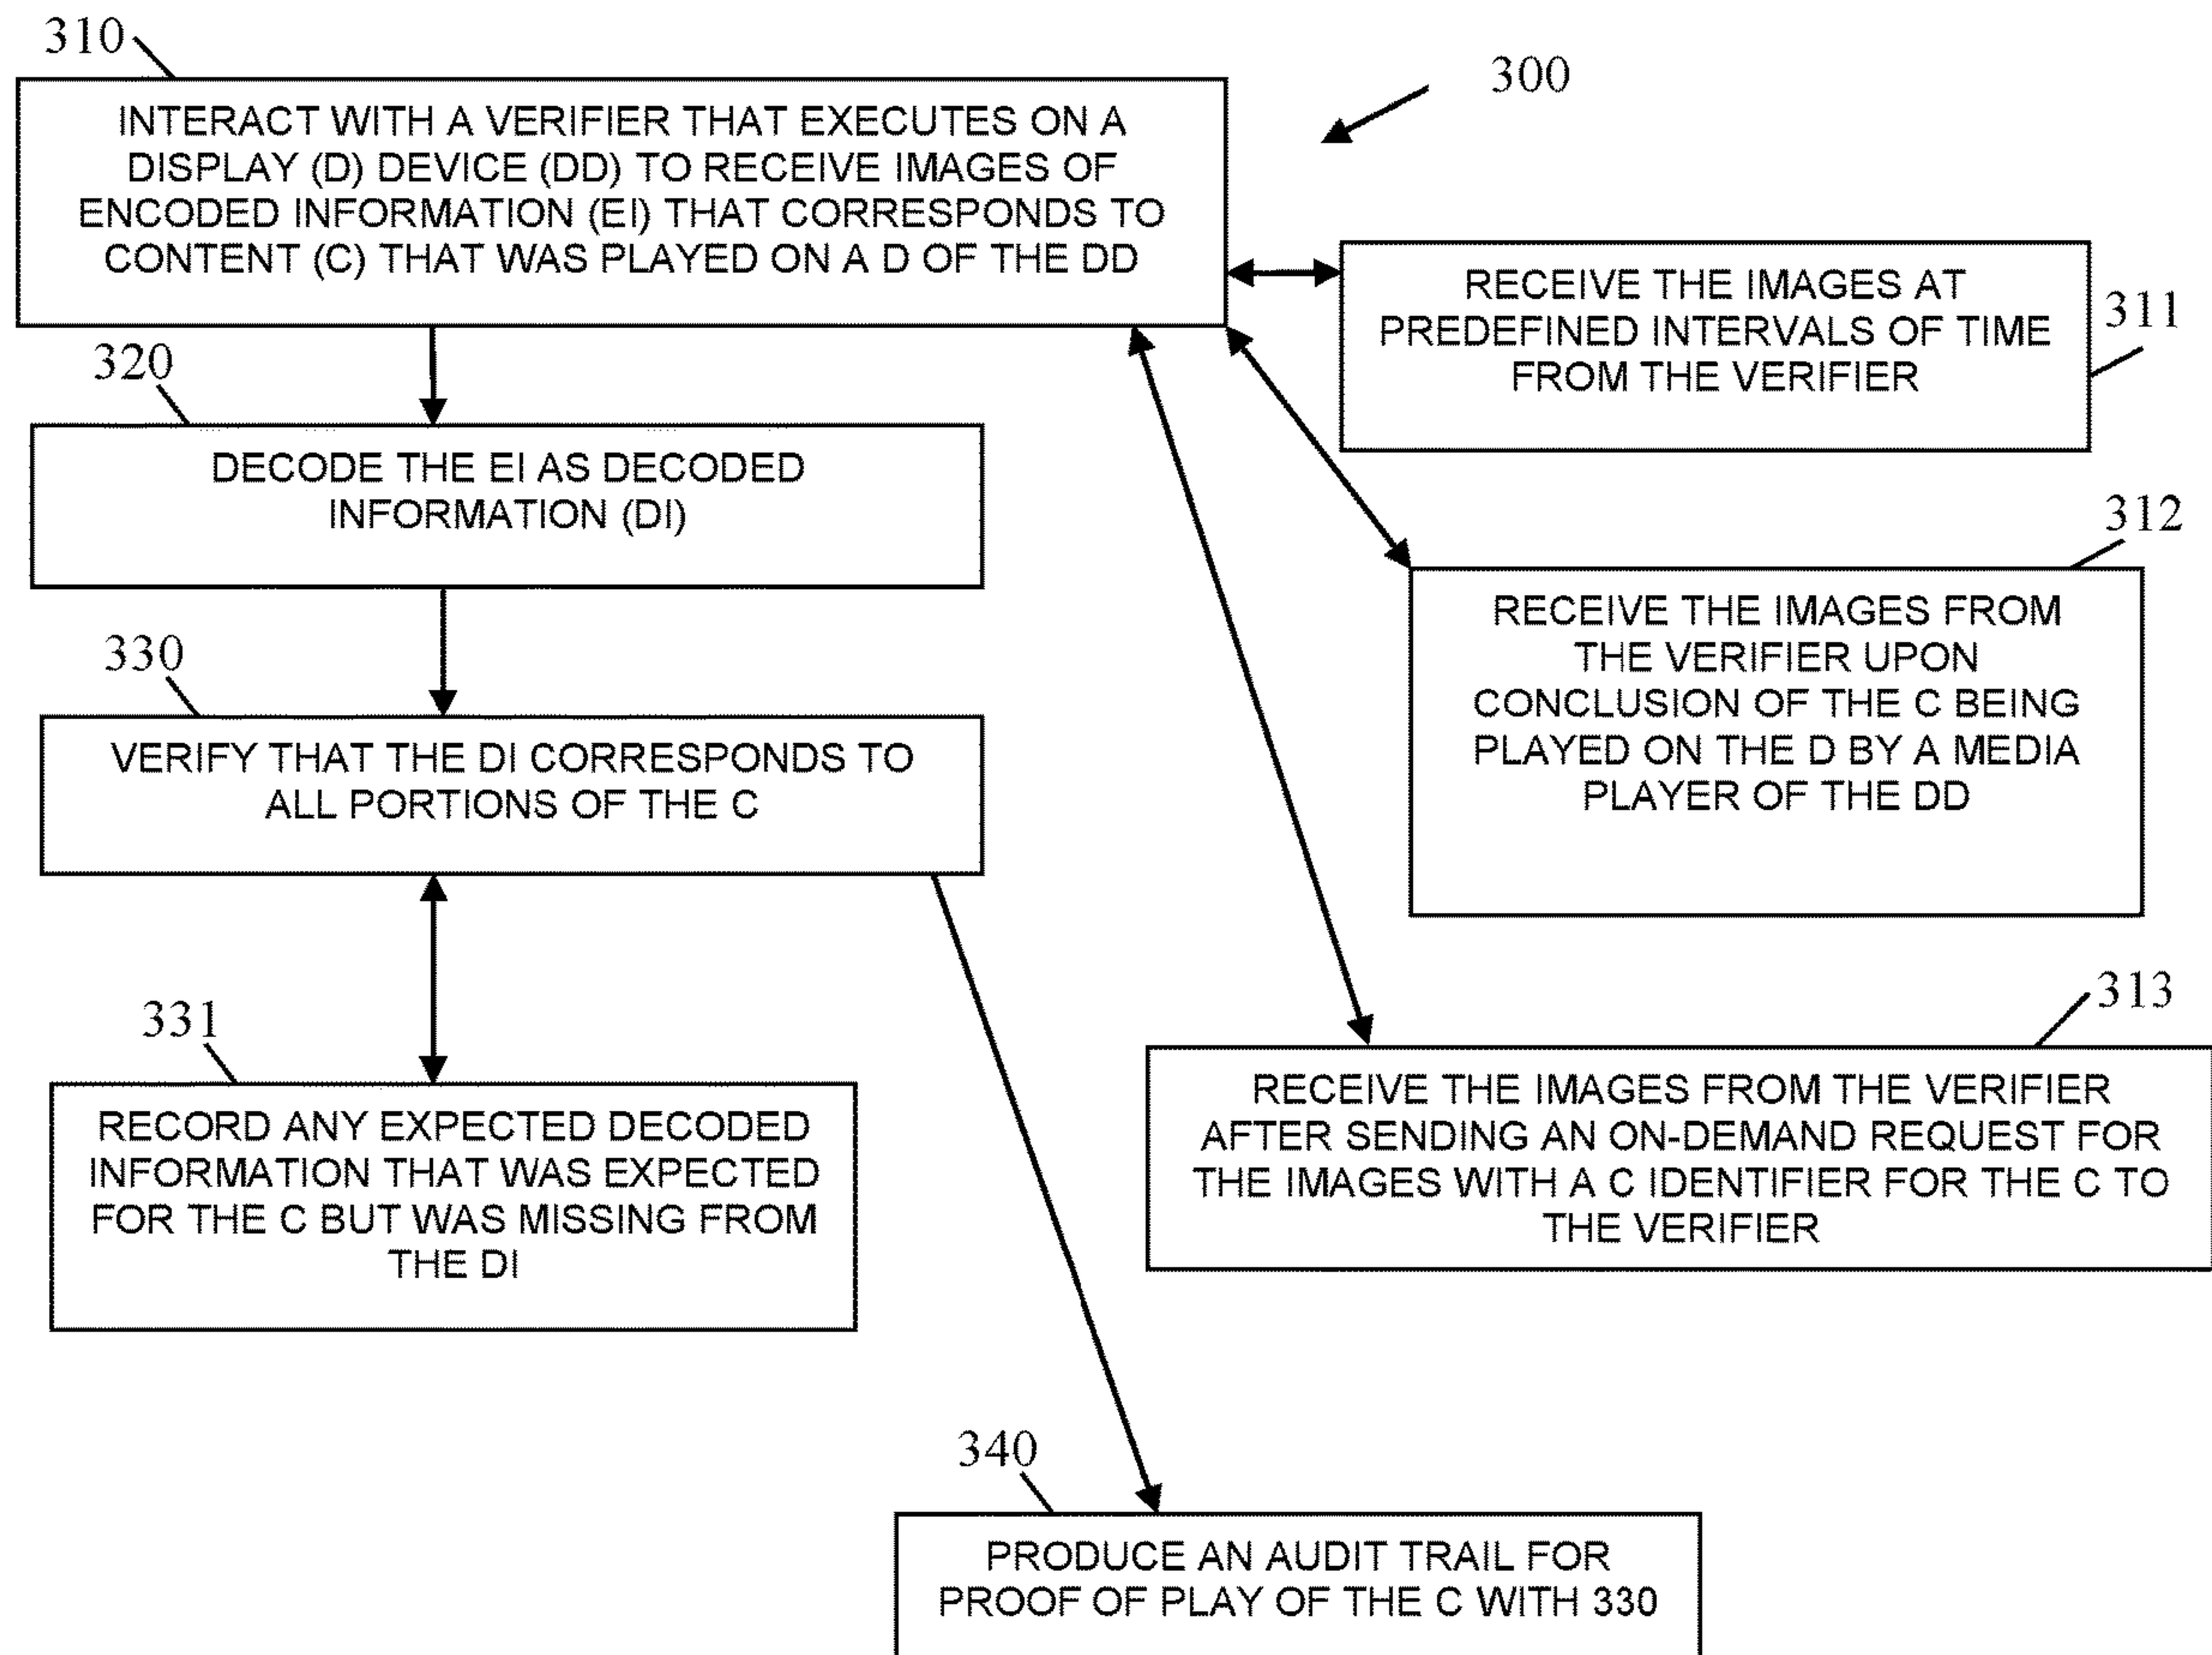 310
300
INTERACT WITH A VERIFIER THAT EXECUTES ON A
DISPLAY (D) DEVICE (DD) TO RECEIVE IMAGES OF
ENCODED INFORMATION (EI) THAT CORRESPONDS TO
CONTENT (C) THAT WAS PLAYED ON A D OF THE DD
311
RECEIVE THE IMAGES AT
PREDEFINED INTERVALS OF TIME
FROM THE VERIFIER
320
DECODE THE EI AS DECODED
INFORMATION (DI)
312
RECEIVE THE IMAGES FROM
THE VERIFIER UPON
CONCLUSION OF THE C BEING
PLAYED ON THE D BY A MEDIA
PLAYER OF THE DD
330
VERIFY THAT THE DI CORRESPONDS TO
ALL PORTIONS OF THE C
313
RECEIVE THE IMAGES FROM THE VERIFIER
AFTER SENDING AN ON-DEMAND REQUEST FOR
THE IMAGES WITH A C IDENTIFIER FOR THE C TO
THE VERIFIER
331
RECORD ANY EXPECTED DECODED
INFORMATION THAT WAS EXPECTED
FOR THE C BUT WAS MISSING FROM
THE DI
340
PRODUCE AN AUDIT TRAIL FOR
PROOF OF PLAY OF THE C WITH 330